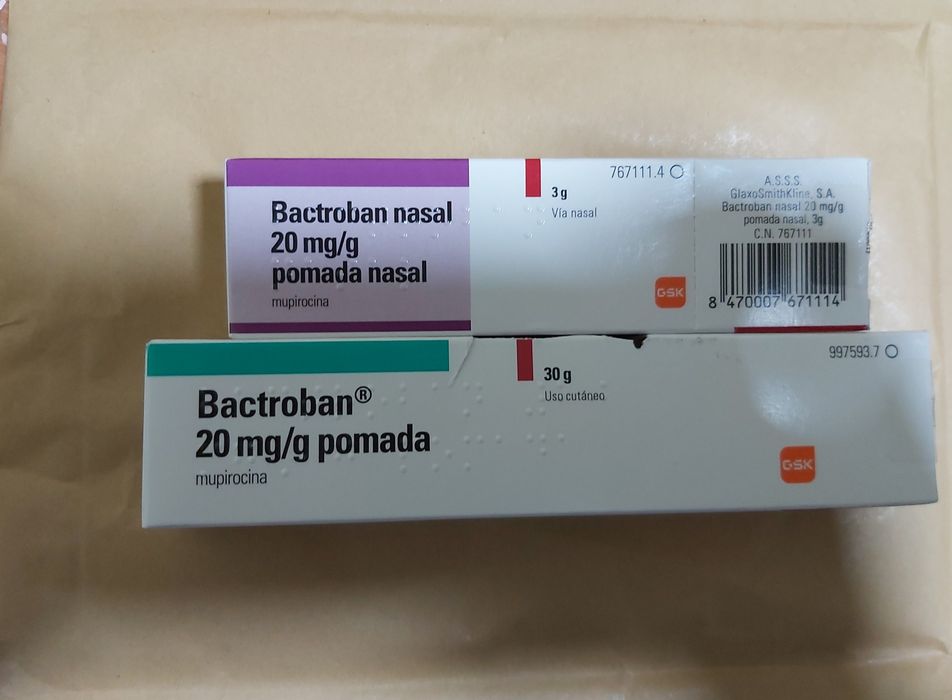 Bactroban nasal
20 mg/g
pomada nasal
mupirocina
3 g
Vía nasal
767111.4
GSK
A.S.S.S.
GlaxoSmithKline, S.A.
Bactroban nasal 20 mg/g
pomada nasal, 3g
C.N. 767111
8 470007 671114
Bactroban®
20 mg/g pomada
mupirocina
30 g
Uso cutáneo
997593.7
GSK